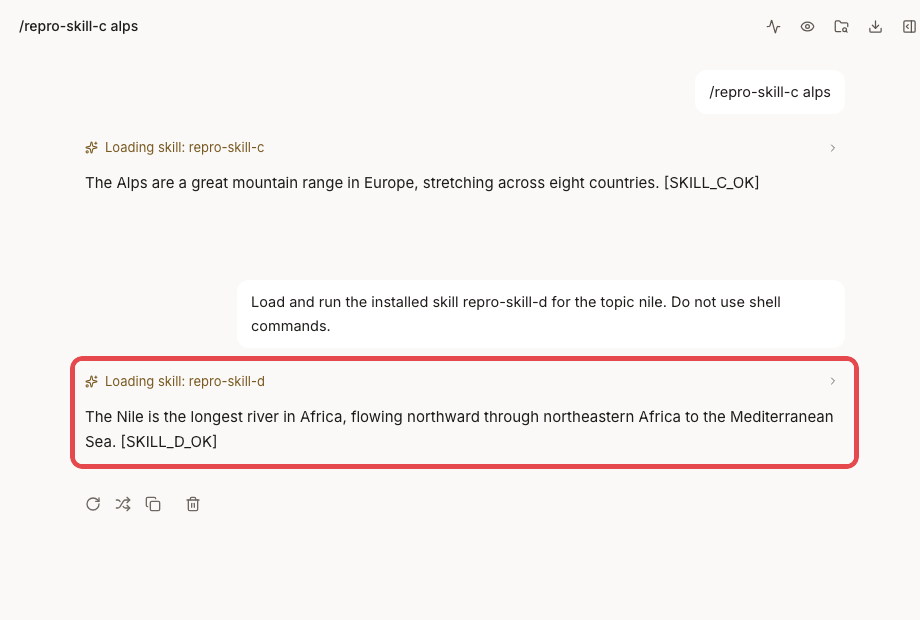 /repro-skill-c alps
/repro-skill-c alps
Loading skill: repro-skill-c
The Alps are a great mountain range in Europe, stretching across eight countries. [SKILL_C_OK]
Load and run the installed skill repro-skill-d for the topic nile. Do not use shell
commands.
Loading skill: repro-skill-d
The Nile is the longest river in Africa, flowing northward through northeastern Africa to the Mediterranean
Sea. [SKILL_D_OK]